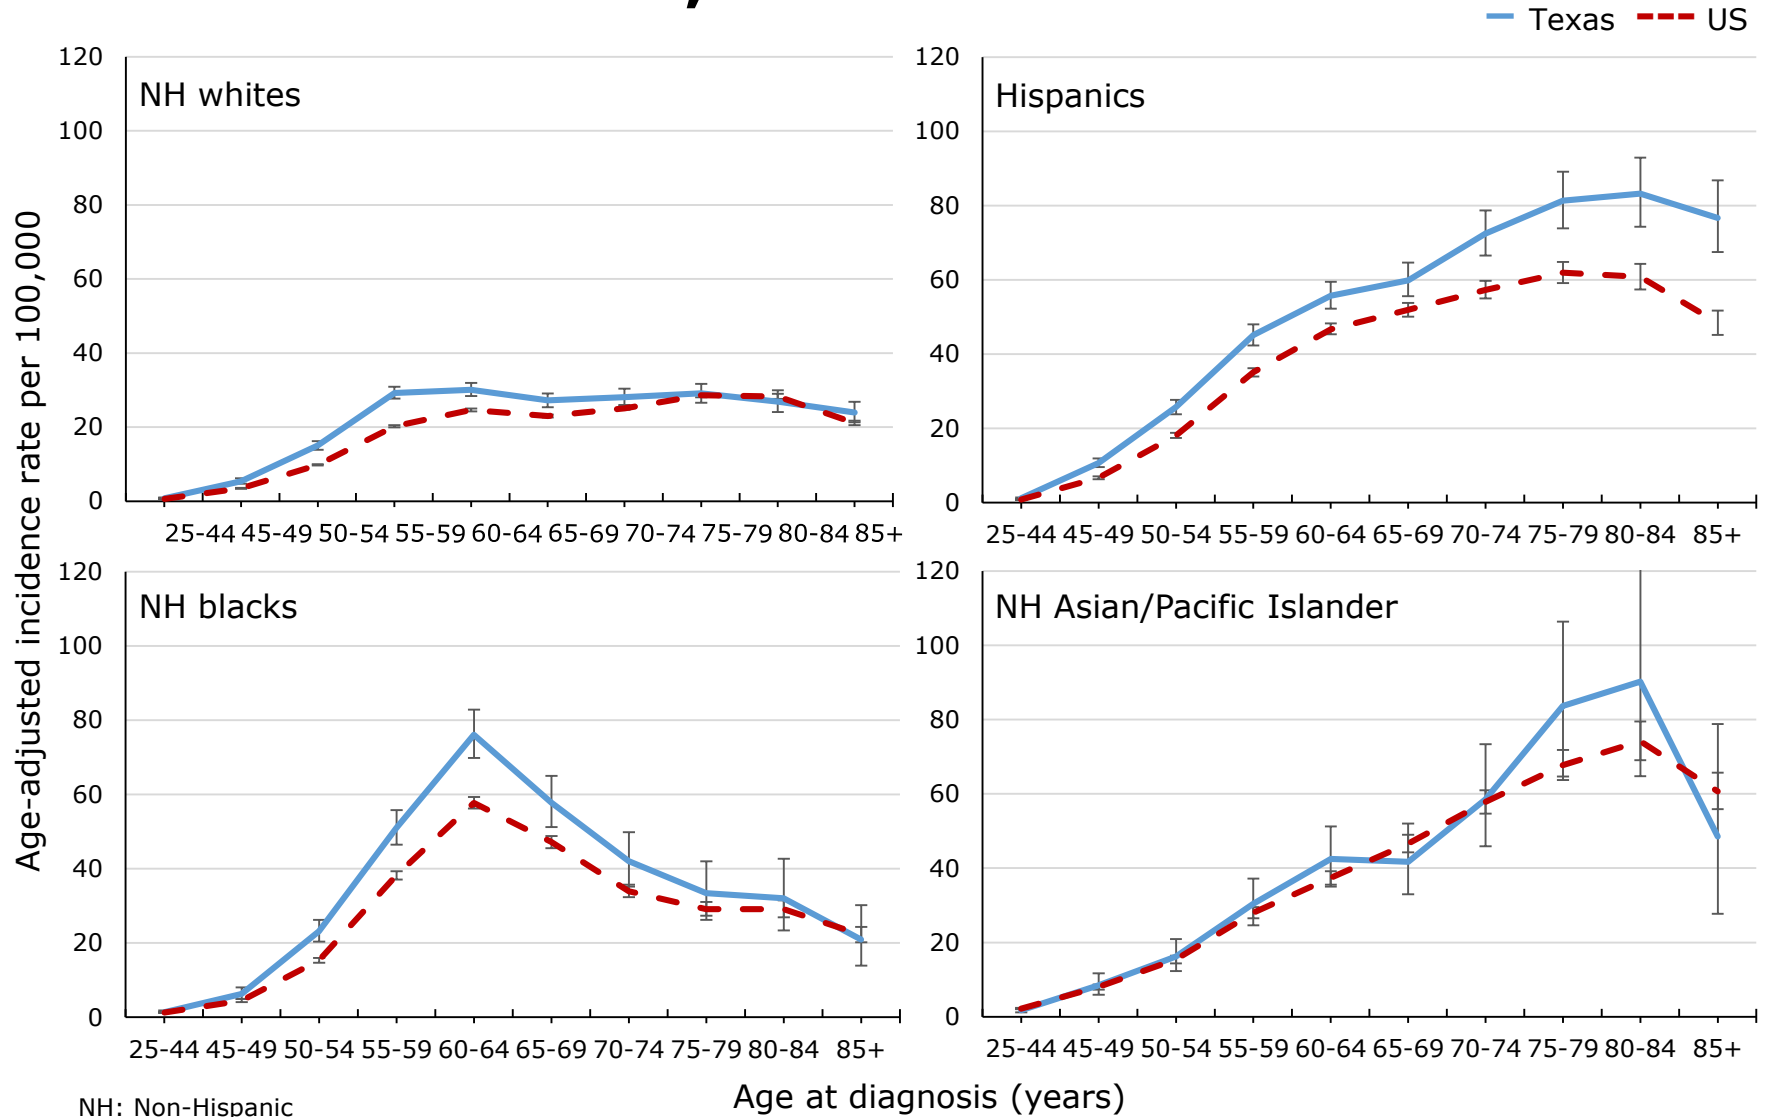 Texas US
120
100
80
60
40
20
0
NH whites
25-44 45-49 50-54 55-59 60-64 65-69 70-74 75-79 80-84 85+
120
100
80
60
40
20
0
Hispanics
25-44 45-49 50-54 55-59 60-64 65-69 70-74 75-79 80-84 85+
Age-adjusted incidence rate per 100,000
120
100
80
60
40
20
0
NH blacks
25-44 45-49 50-54 55-59 60-64 65-69 70-74 75-79 80-84 85+
120
100
80
60
40
20
0
NH Asian/Pacific Islander
25-44 45-49 50-54 55-59 60-64 65-69 70-74 75-79 80-84 85+
Age at diagnosis (years)
NH: Non-Hispanic